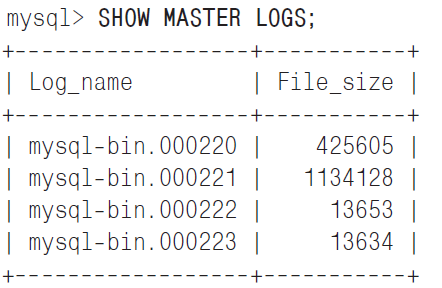 mysql> SHOW MASTER LOGS;
+------------------+-----------+
| Log_name         | File_size |
+------------------+-----------+
| mysql-bin.000220 |    425605 |
| mysql-bin.000221 |   1134128 |
| mysql-bin.000222 |     13653 |
| mysql-bin.000223 |     13634 |
+------------------+-----------+